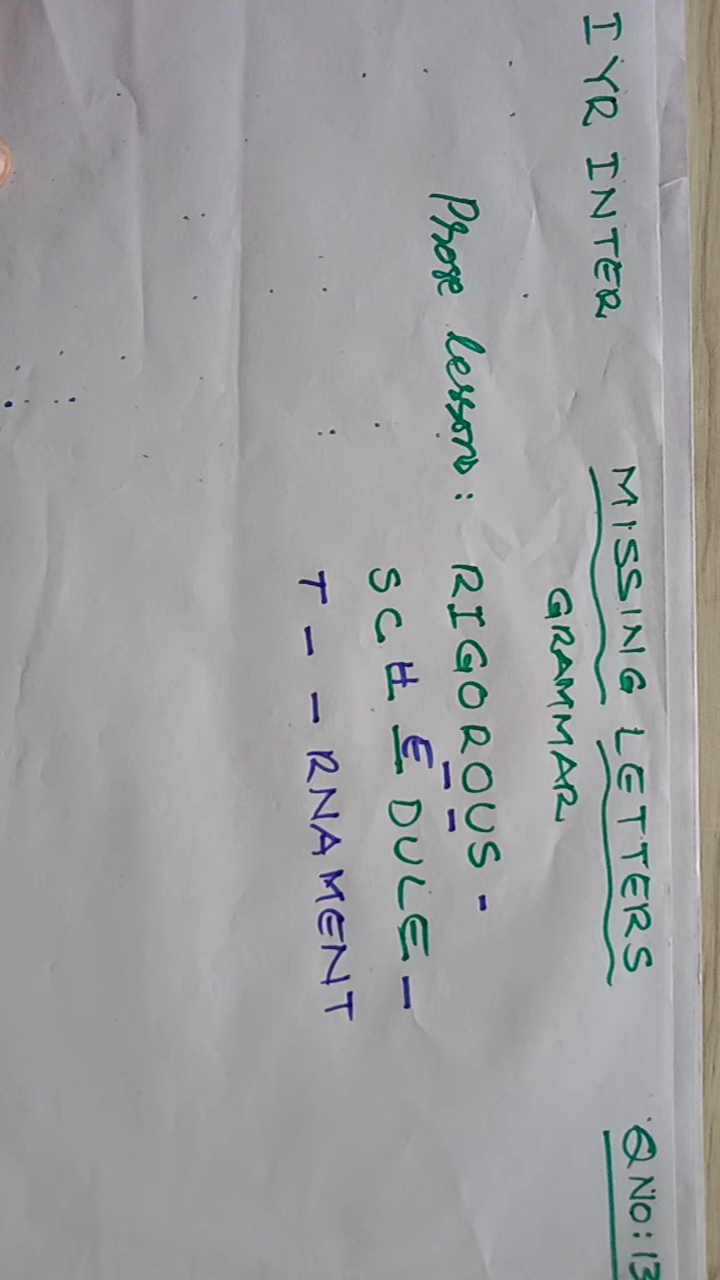 I YR INTER MISSING LETTERS Q NO: 13
GRAMMAR
Prose lessons: RIGOROUS -
SCHEDULE -
T - - RNAMENT